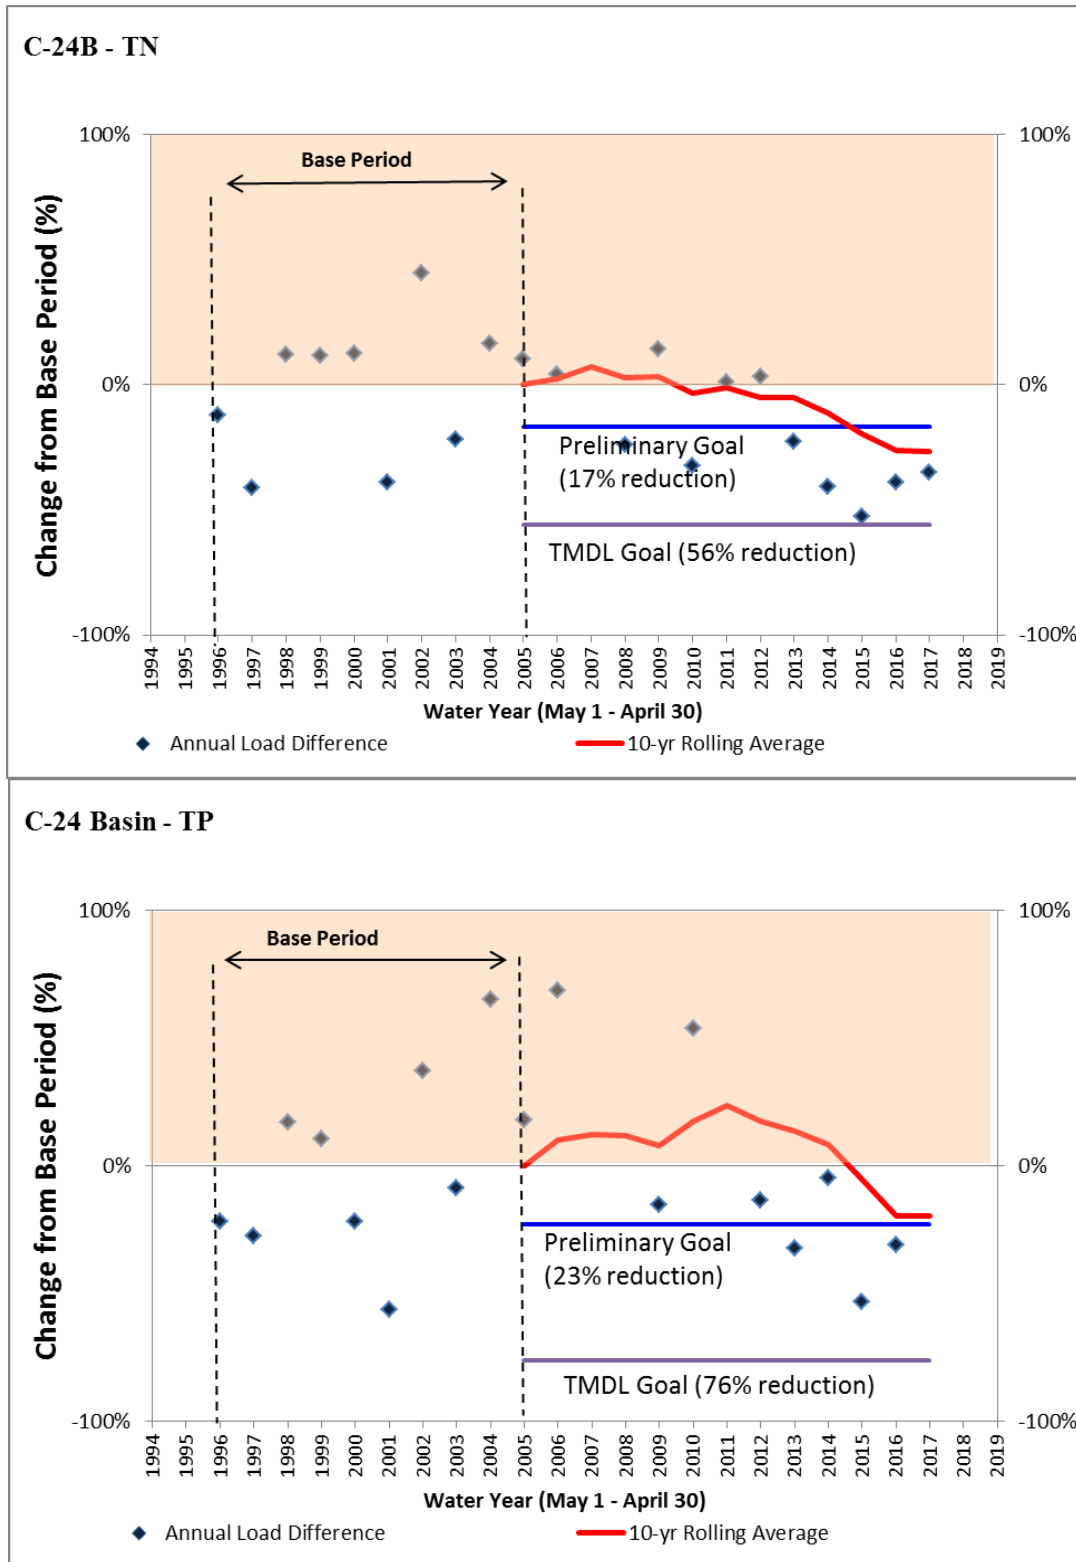 C-24B - TN
100%
100%
Base Period
Change from Base Period (%)
0%
0%
Preliminary Goal
(17% reduction)
TMDL Goal (56% reduction)
-100%
-100%
1994 1995 1996 1997 1998 1999 2000 2001 2002 2003 2004 2005 2006 2007 2008 2009 2010 2011 2012 2013 2014 2015 2016 2017 2019
Water Year (May 1 - April 30)
Annual Load Difference
10-yr Rolling Average
C-24 Basin - TP
100%
100%
Base Period
Change from Base Period (%)
0%
0%
Preliminary Goal
(23% reduction)
TMDL Goal (76% reduction)
-100%
-100%
1994 1995 1996 1997 1998 1999 2000 2001 2002 2003 2004 2005 2006 2007 2008 2009 2010 2011 2012 2013 2014 2015 2016 2017 2017 2019
Water Year (May 1 - April 30)
Annual Load Difference
10-yr Rolling Average